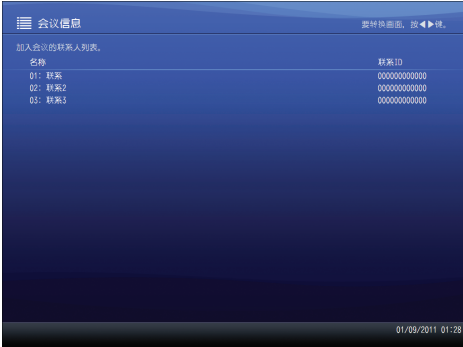 会议信息 要转换画面，按◀▶键。
加入会议的联系人列表。
名称 联系ID
01: 联系 000000000000
02: 联系2 000000000000
03: 联系3 000000000000
01/09/2011 01:28